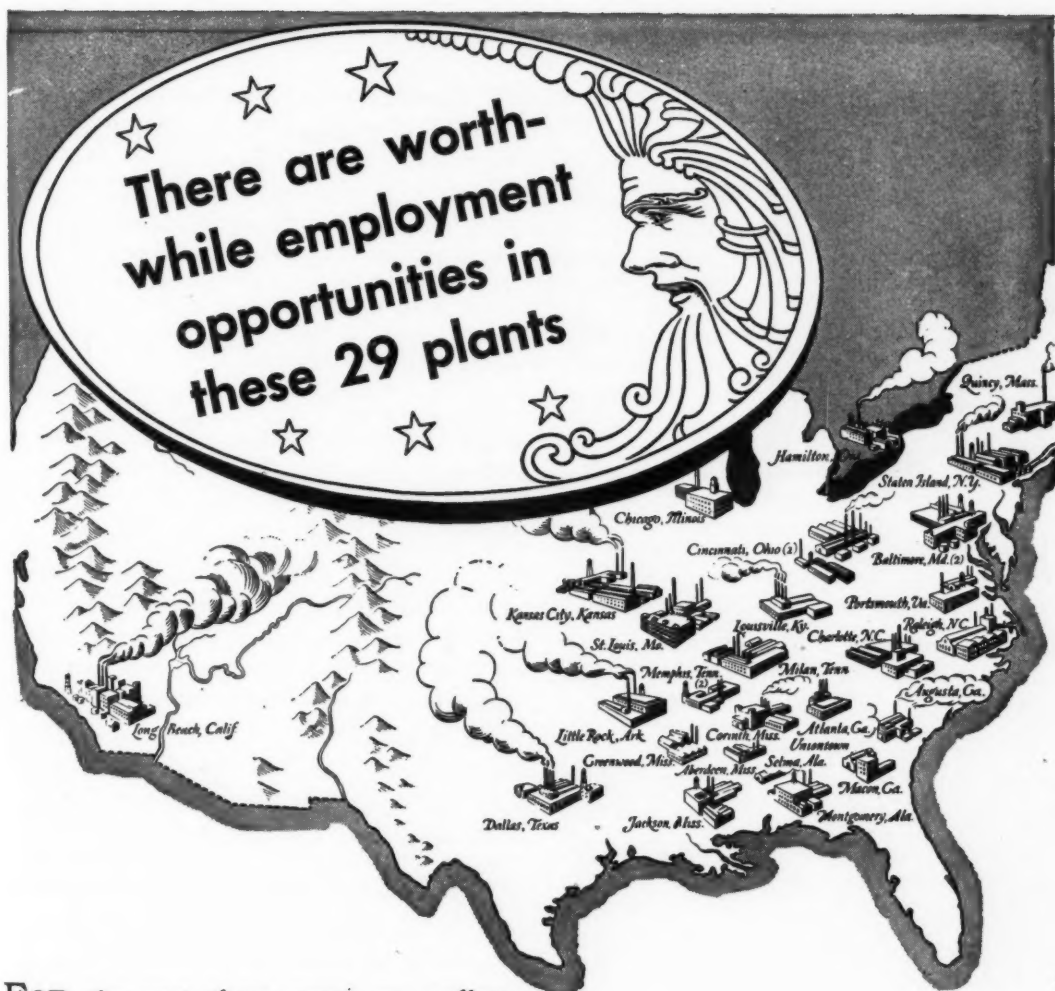 There are worth-
while employment
opportunities in
these 29 plants
Quincy, Mass.
Hamilton, Ont.
Staten Island, N.Y.
Chicago, Illinois
Cincinnati, Ohio (2)
Baltimore, Md. (2)
Kansas City, Kansas
Portsmouth, Va.
St. Louis, Mo.
Louisville, Ky.
Charlotte, N.C.
Raleigh, N.C.
Memphis, Tenn.
(2)
Milan, Tenn
Augusta, Ga.
Long Beach, Calif.
Little Rock, Ark.
Corinth, Miss.
Atlanta, Ga.
Greenwood, Miss.
Aberdeen, Miss.
Uniontown
Selma, Ala.
Macon, Ga.
Dallas, Texas
Jackson, Miss.
Montgomery, Ala.